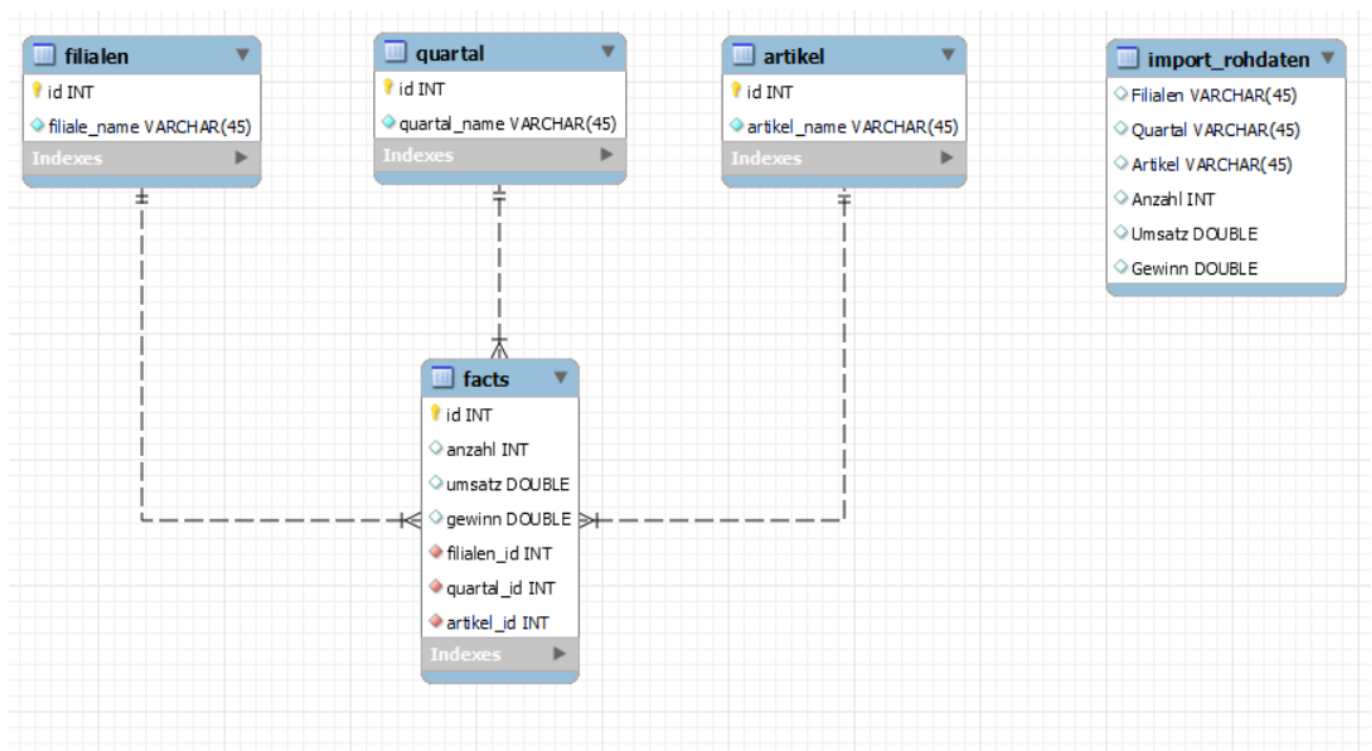 filialen
id INT
filiale_name VARCHAR(45)
Indexes
quartal
id INT
quartal_name VARCHAR(45)
Indexes
artikel
id INT
artikel_name VARCHAR(45)
Indexes
import_rohdaten
Filialen VARCHAR(45)
Quartal VARCHAR(45)
Artikel VARCHAR(45)
Anzahl INT
Umsatz DOUBLE
Gewinn DOUBLE
facts
id INT
anzahl INT
umsatz DOUBLE
gewinn DOUBLE
filialen_id INT
quartal_id INT
artikel_id INT
Indexes